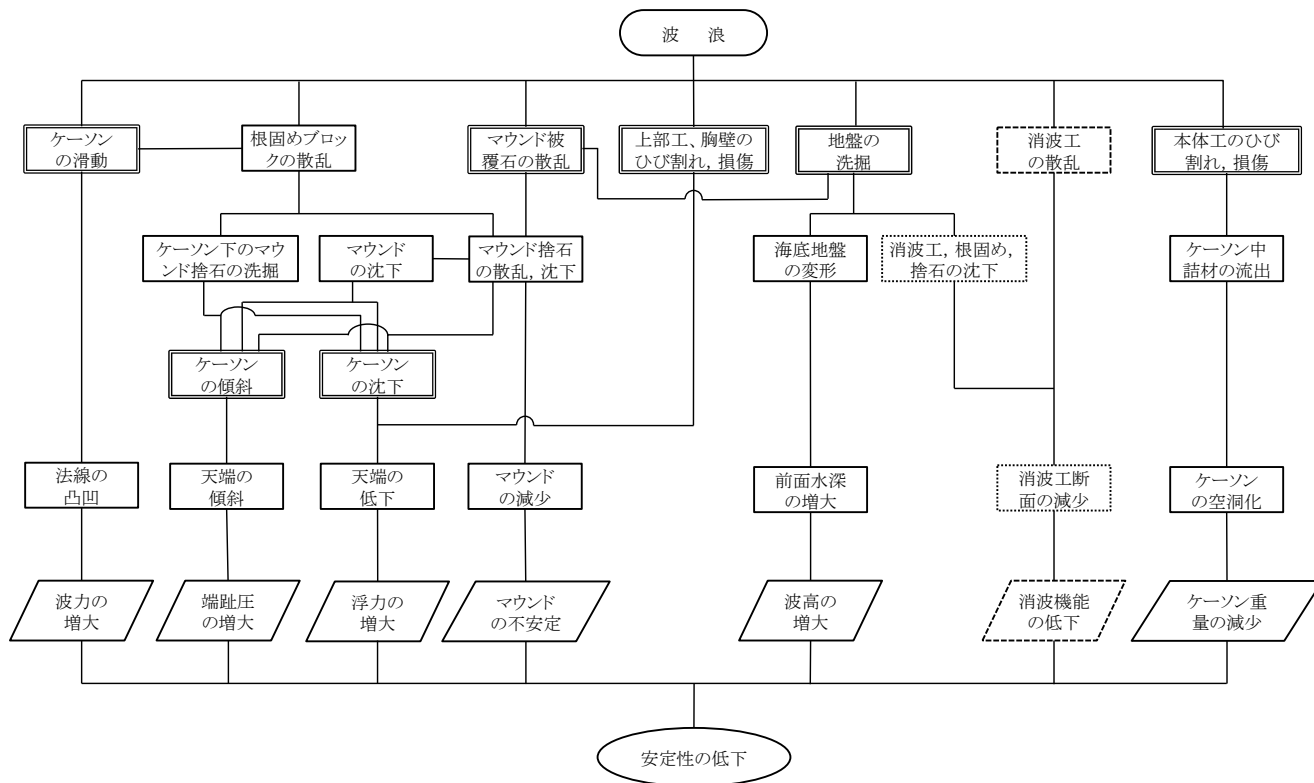 波　浪
ケーソン
の滑動
根固めブロッ
クの散乱
マウンド被
覆石の散乱
上部工、胸壁の
ひび割れ, 損傷
地盤の
洗掘
消波工
の散乱
本体工のひび
割れ, 損傷
ケーソン下のマウ
ンド捨石の洗掘
マウンド
の沈下
マウンド捨石
の散乱, 沈下
海底地盤
の変形
消波工, 根固め,
捨石の沈下
ケーソン中
詰材の流出
ケーソン
の傾斜
ケーソン
の沈下
法線の
凸凹
天端の
傾斜
天端の
低下
マウンド
の減少
前面水深
の増大
消波工断
面の減少
ケーソン
の空洞化
波力の
増大
端趾圧
の増大
浮力の
増大
マウンド
の不安定
波高の
増大
消波機能
の低下
ケーソン重
量の減少
安定性の低下